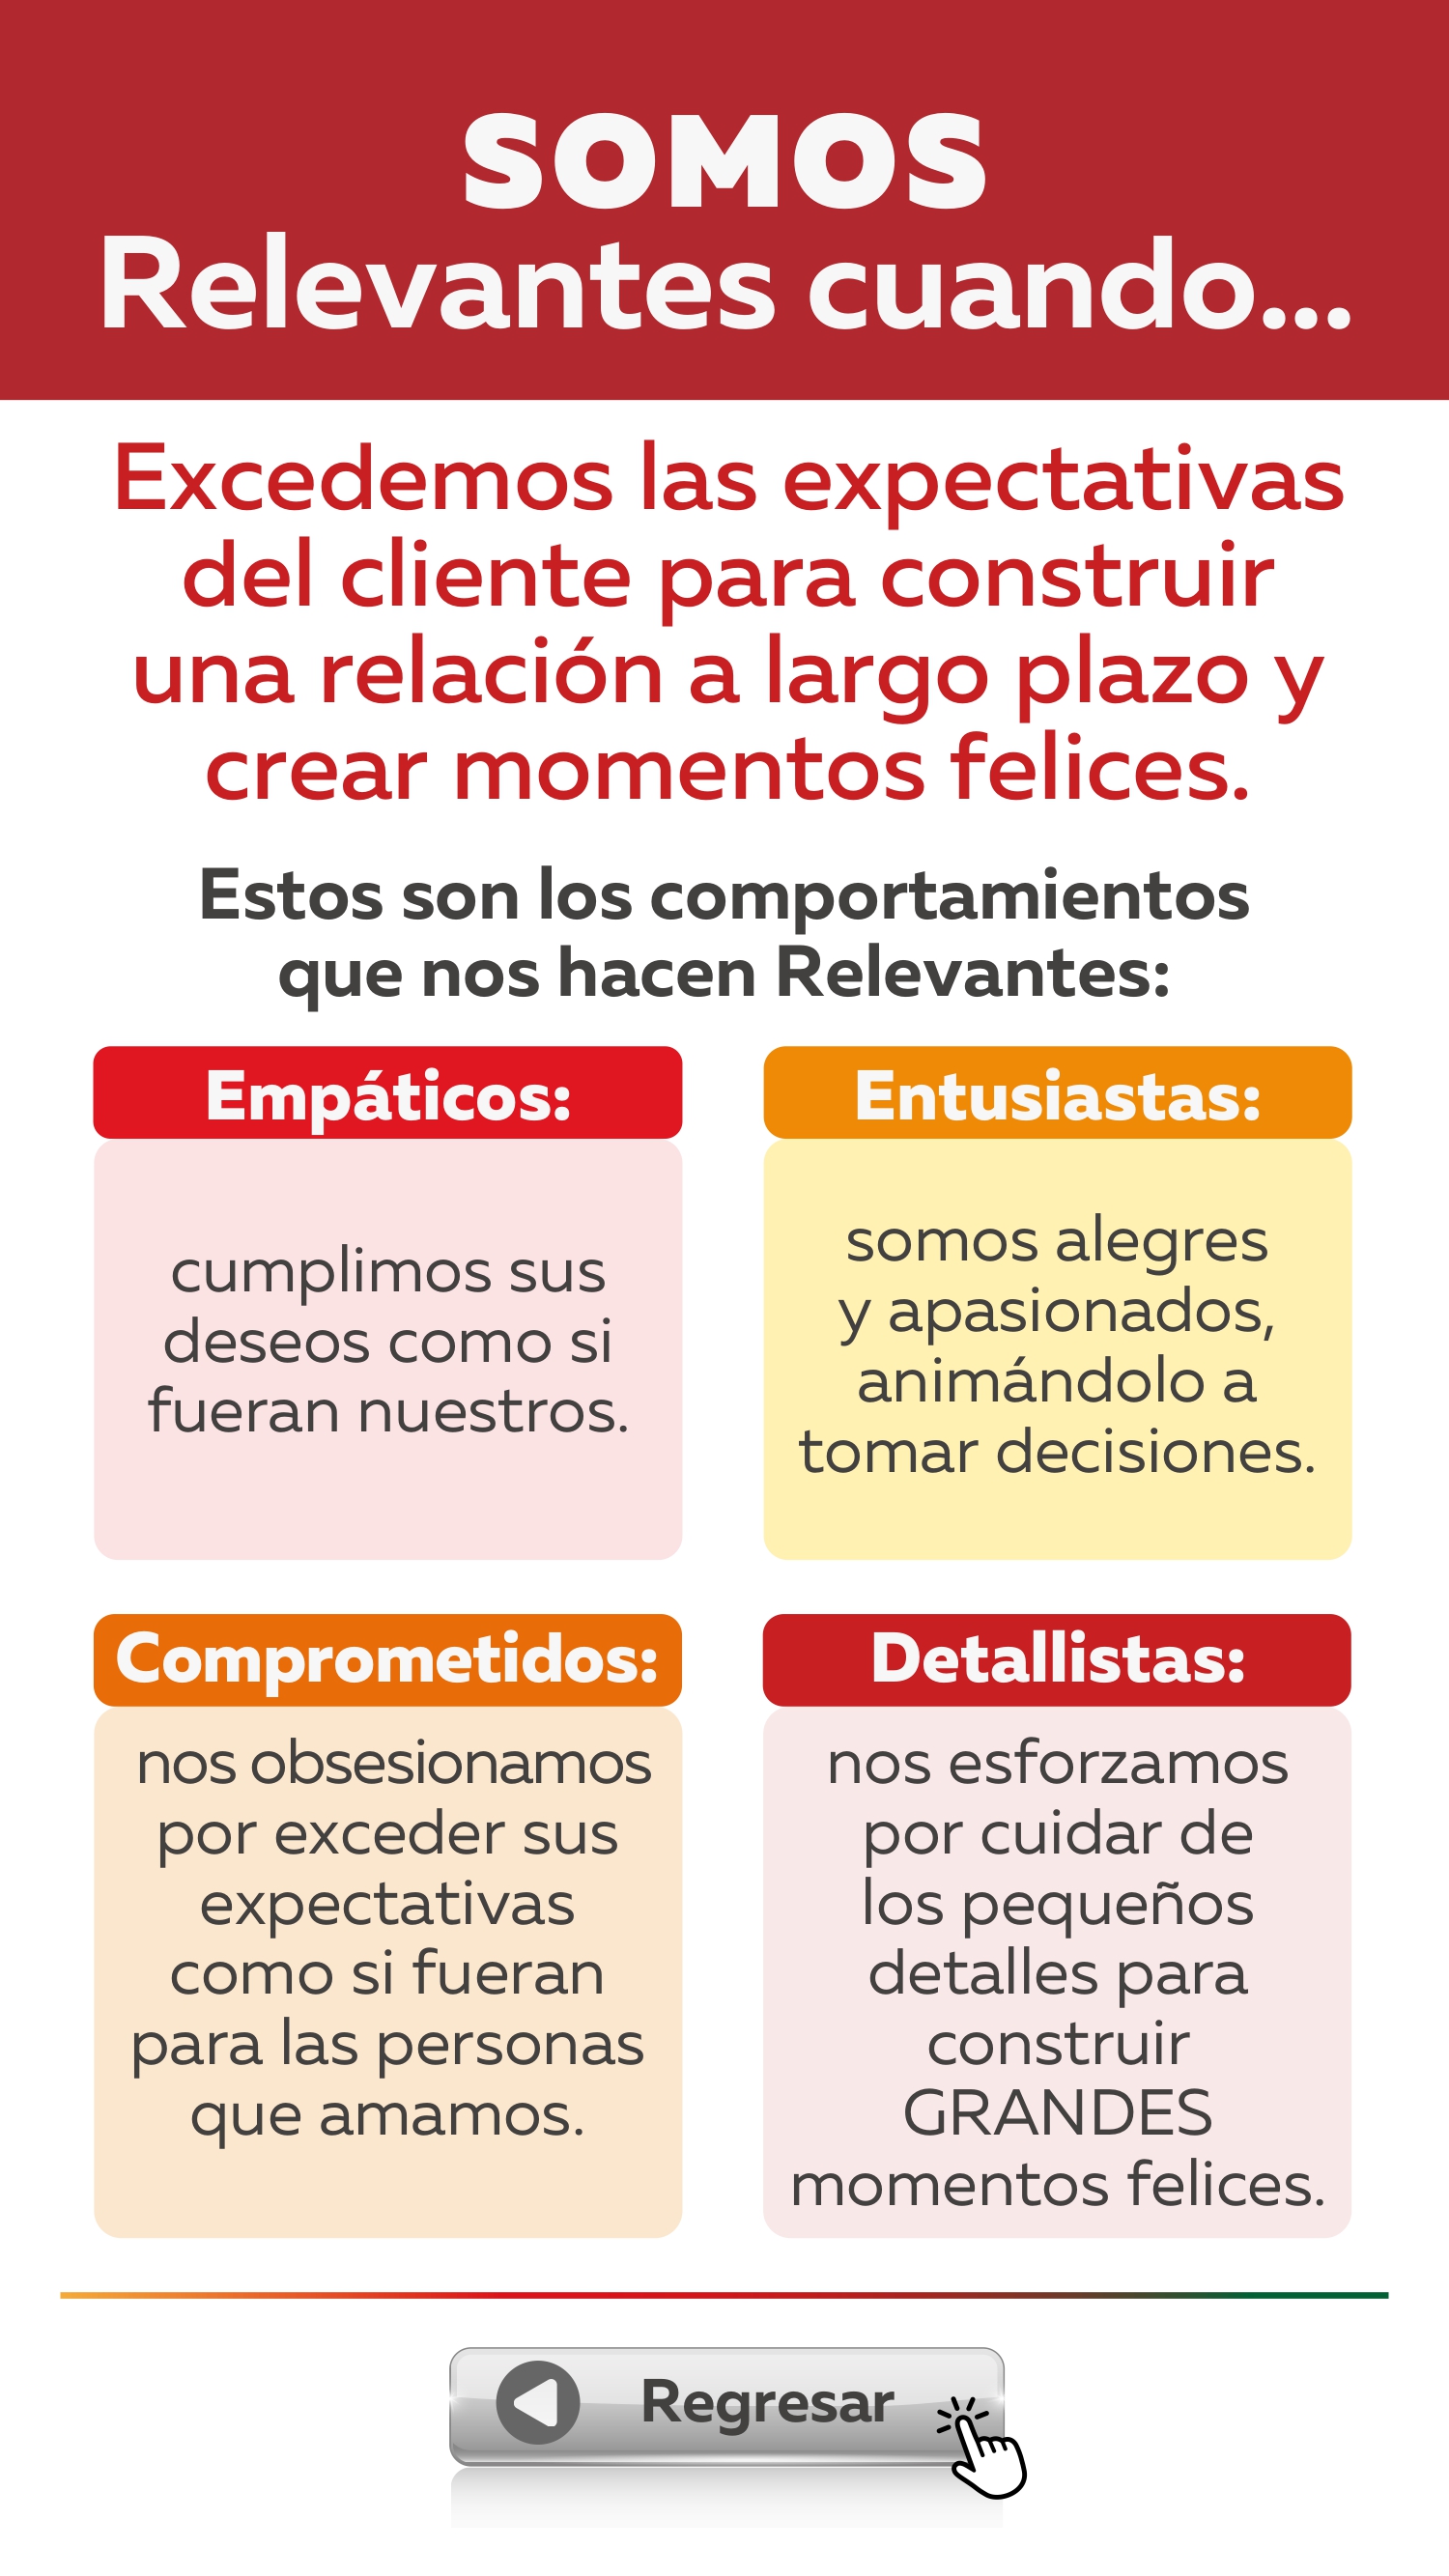 SOMOS
Relevantes cuando...
Excedemos las expectativas
del cliente para construir
una relación a largo plazo y
crear momentos felices.
Estos son los comportamientos
que nos hacen Relevantes:
Empáticos:
cumplimos sus
deseos como si
fueran nuestros.
Entusiastas:
somos alegres
y apasionados,
animándolo a
tomar decisiones.
Comprometidos:
nos obsesionamos
por exceder sus
expectativas
como si fueran
para las personas
que amamos.
Detallistas:
nos esforzamos
por cuidar de
los pequeños
detalles para
construir
GRANDES
momentos felices.
Regresar